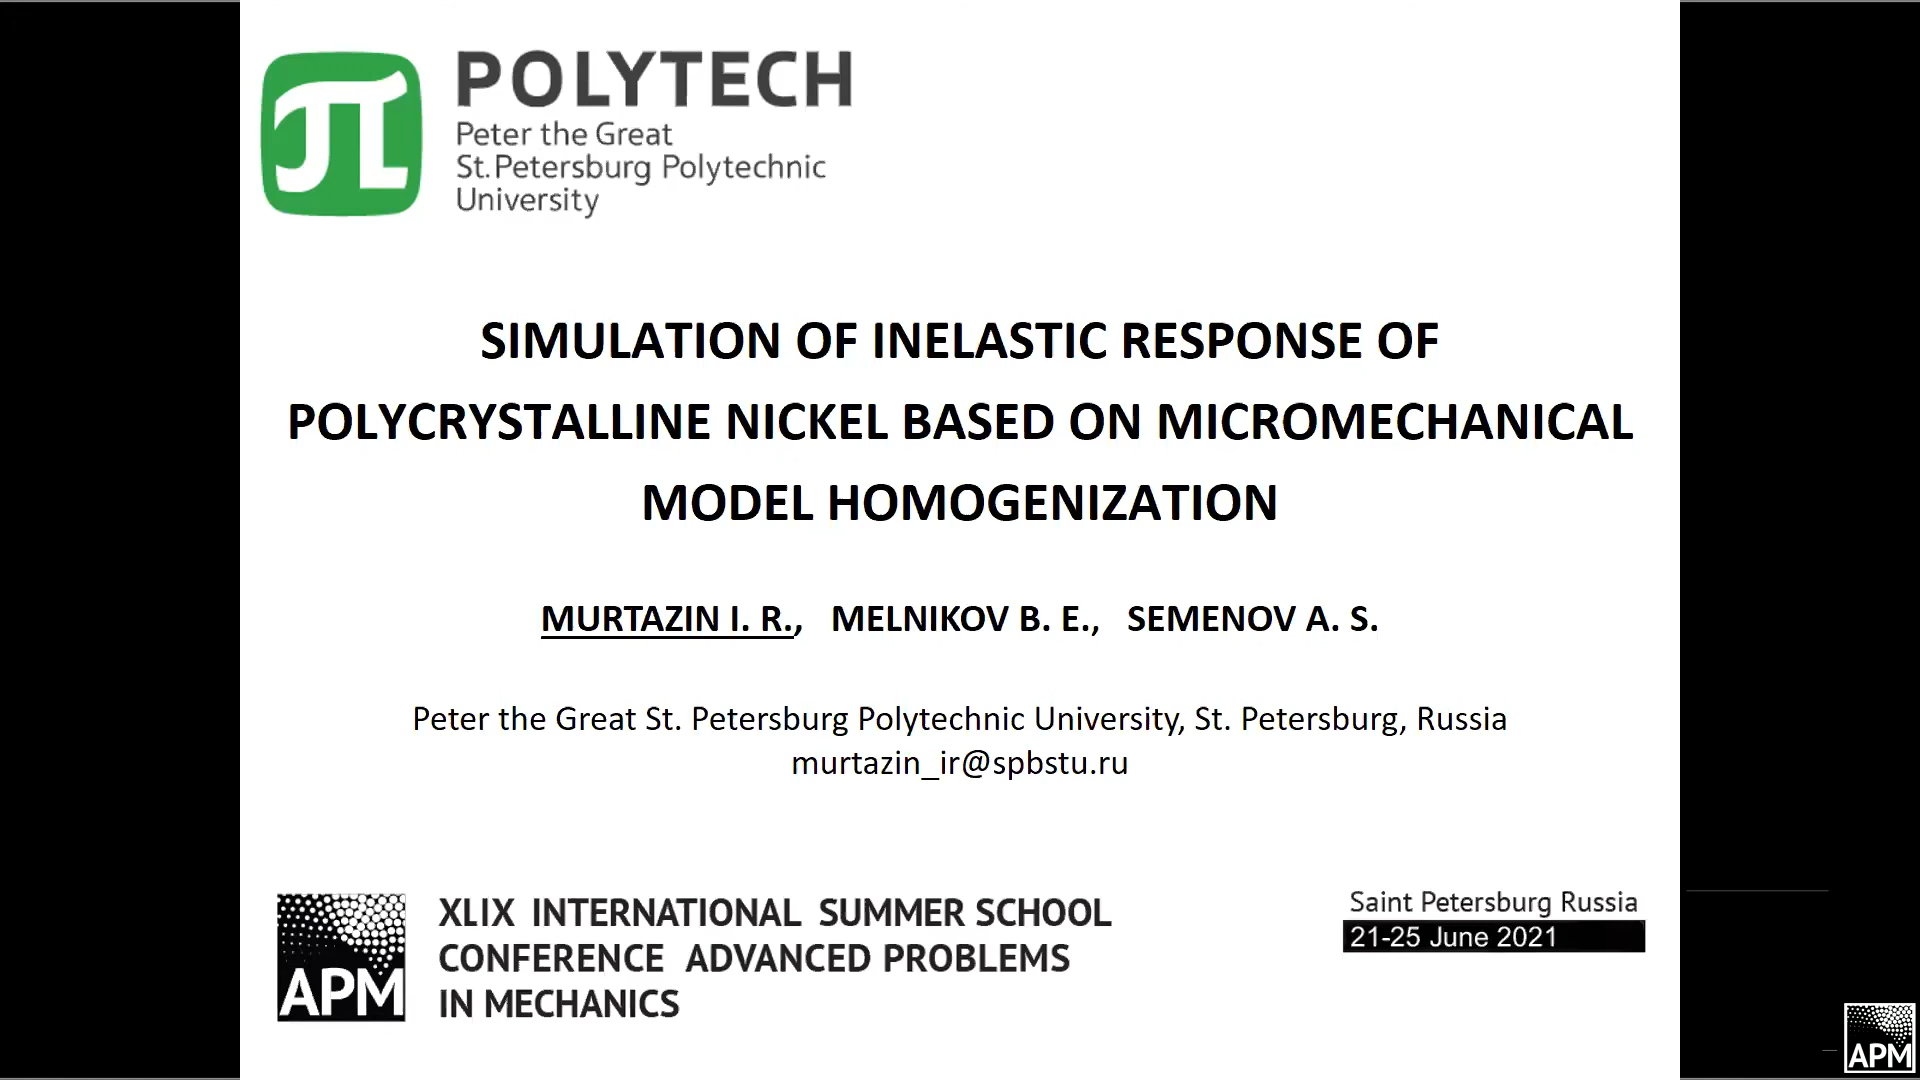 POLYTECH
Peter the Great
St. Petersburg Polytechnic
University
SIMULATION OF INELASTIC RESPONSE OF
POLYCRYSTALLINE NICKEL BASED ON MICROMECHANICAL
MODEL HOMOGENIZATION
MURTAZIN I. R., MELNIKOV B. E., SEMENOV A. S.
Peter the Great St. Petersburg Polytechnic University, St. Petersburg, Russia
murtazin_ir@spbstu.ru
APM
XLIX INTERNATIONAL SUMMER SCHOOL
CONFERENCE ADVANCED PROBLEMS
IN MECHANICS
Saint Petersburg Russia
21-25 June 2021
APM